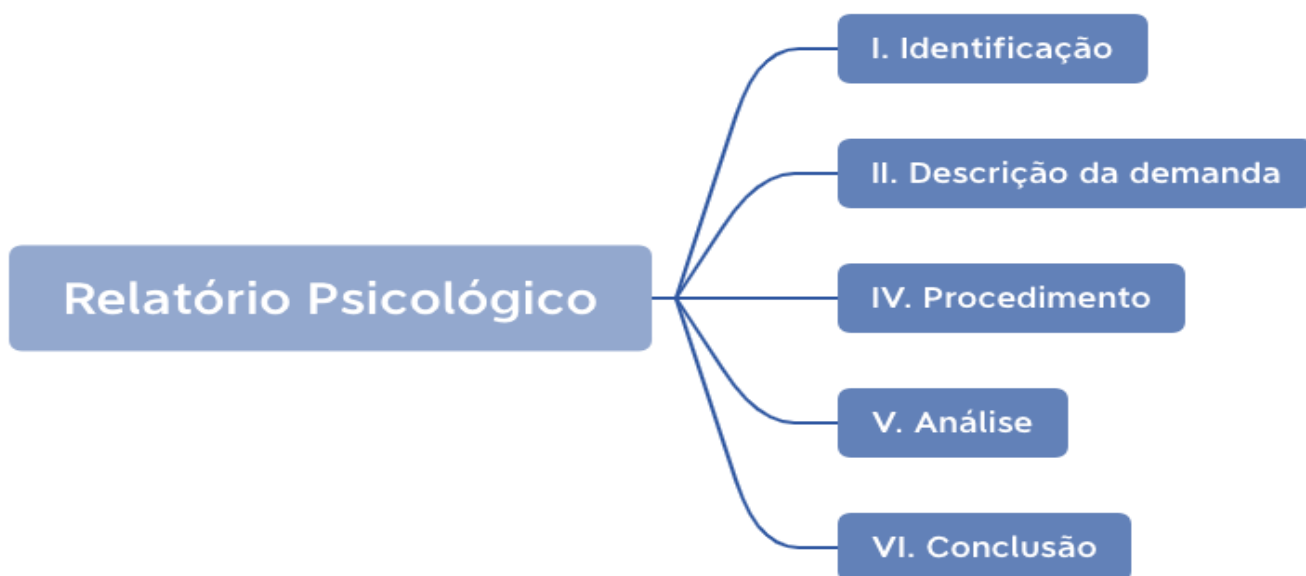 Relatório Psicológico
I. Identificação
II. Descrição da demanda
IV. Procedimento
V. Análise
VI. Conclusão